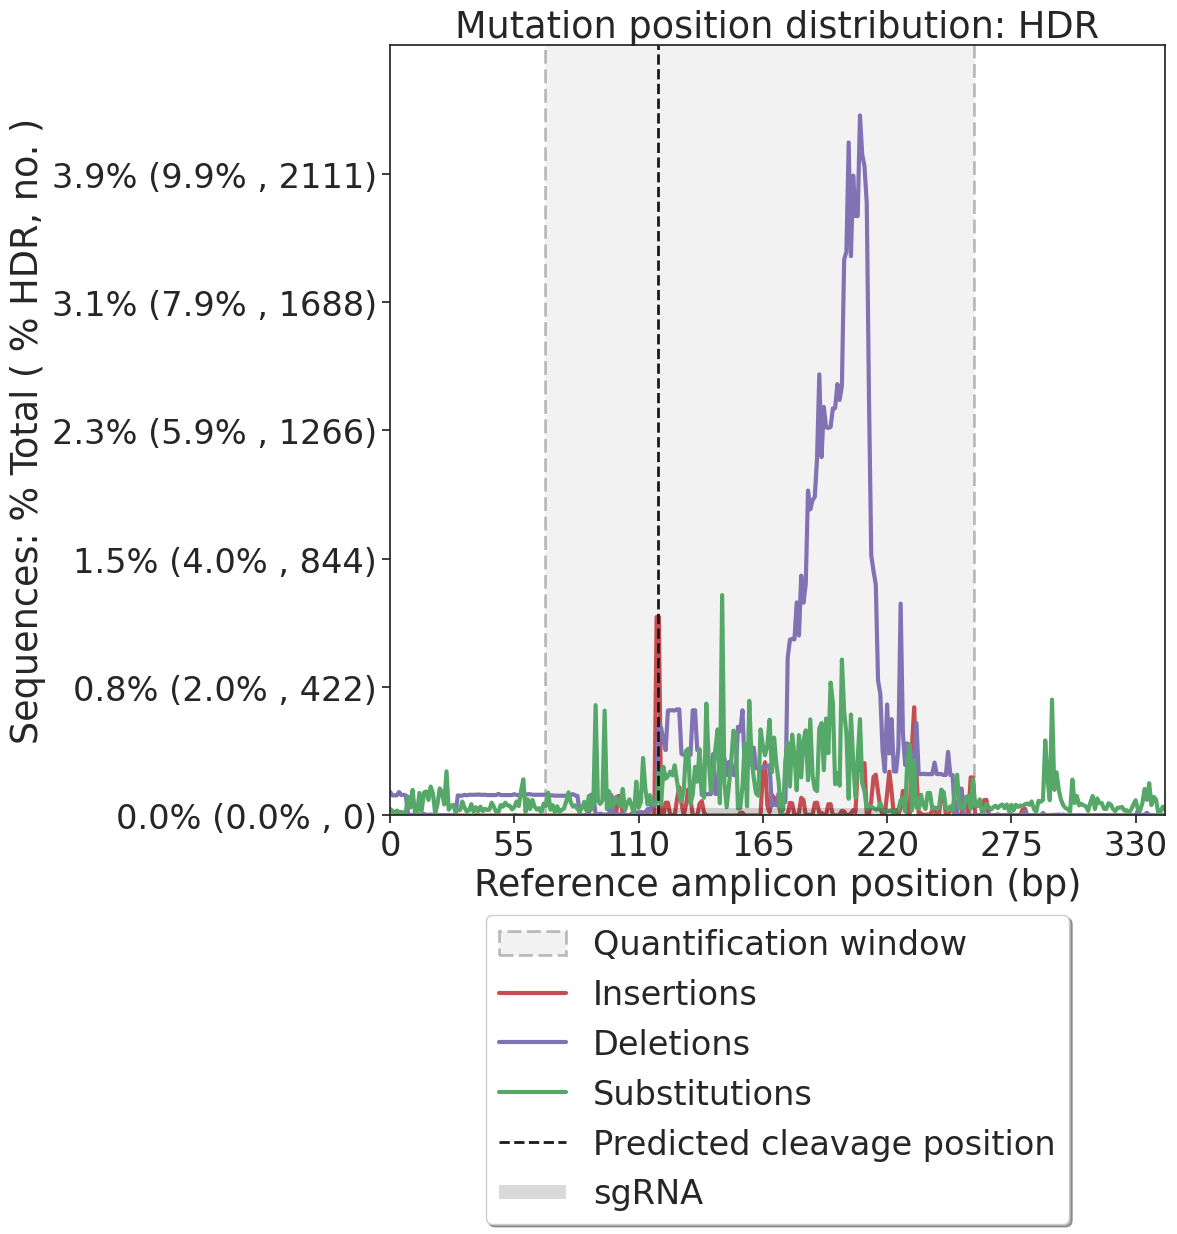 Mutation position distribution: HDR
Sequences: % Total ( % HDR, no. )
3.9% (9.9% , 2111)
3.1% (7.9% , 1688)
2.3% (5.9% , 1266)
1.5% (4.0% , 844)
0.8% (2.0% , 422)
0.0% (0.0% , 0)
0 55 110 165 220 275 330
Reference amplicon position (bp)
Quantification window
Insertions
Deletions
Substitutions
Predicted cleavage position
sgRNA